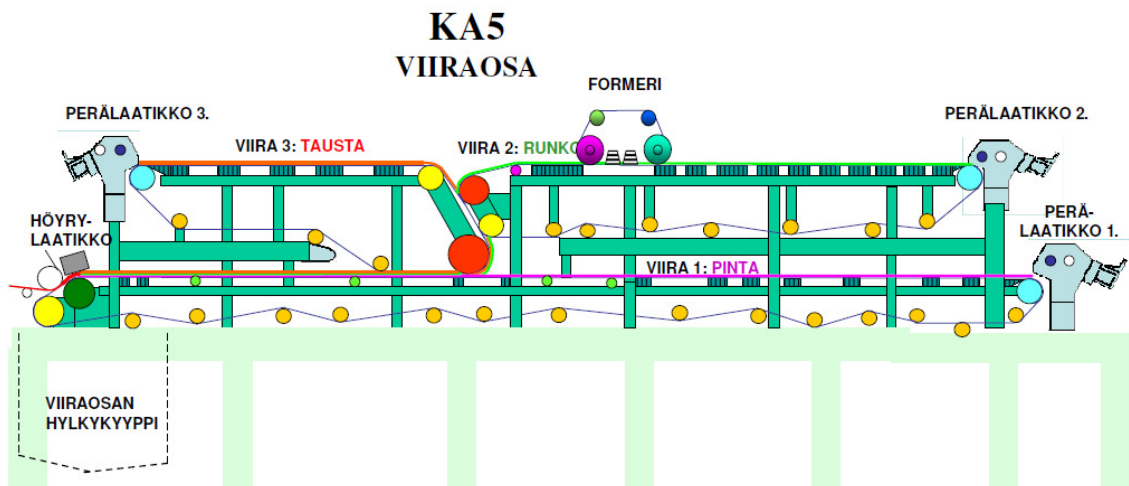 KA5
VIIRAOSA
FORMERI
PERÄLAATIKKO 3.
PERÄLAATIKKO 2.
VIIRA 3: TAUSTA
VIIRA 2: RUNKO
HÖYRY-
LAATIKKO
PERÄ-
LAATIKKO 1.
VIIRA 1: PINTA
VIIRAOSAN
HYLKYKYYPPI